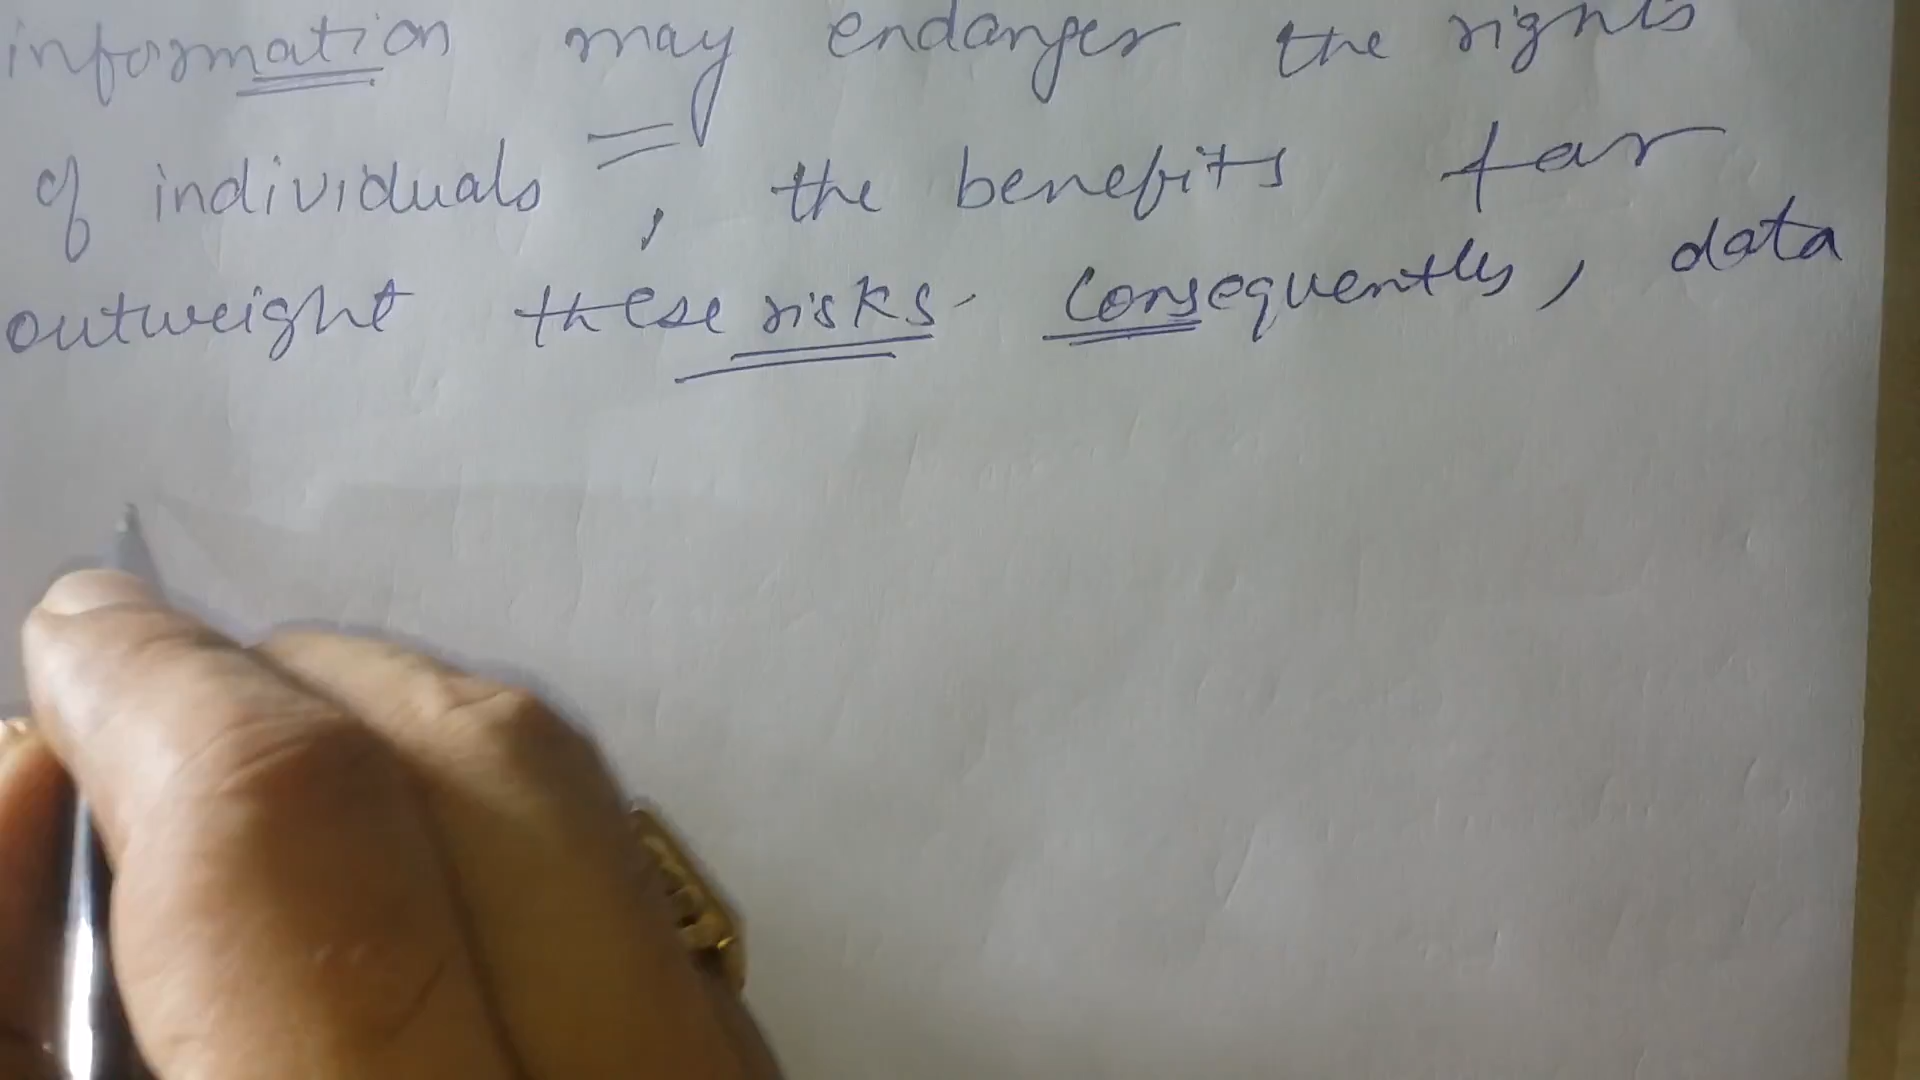 information may endanger the rights
of individuals, the benefits far
outweight these risks. Consequently, data